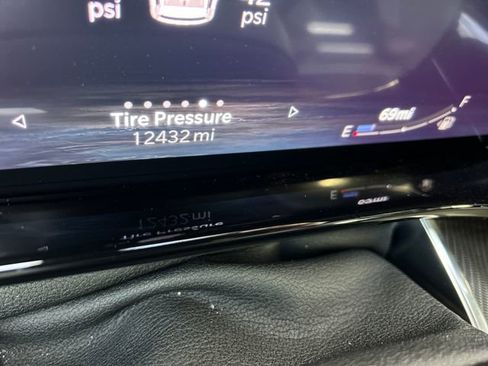 psi
psi
Tire Pressure
12432 mi
69mi
E
F